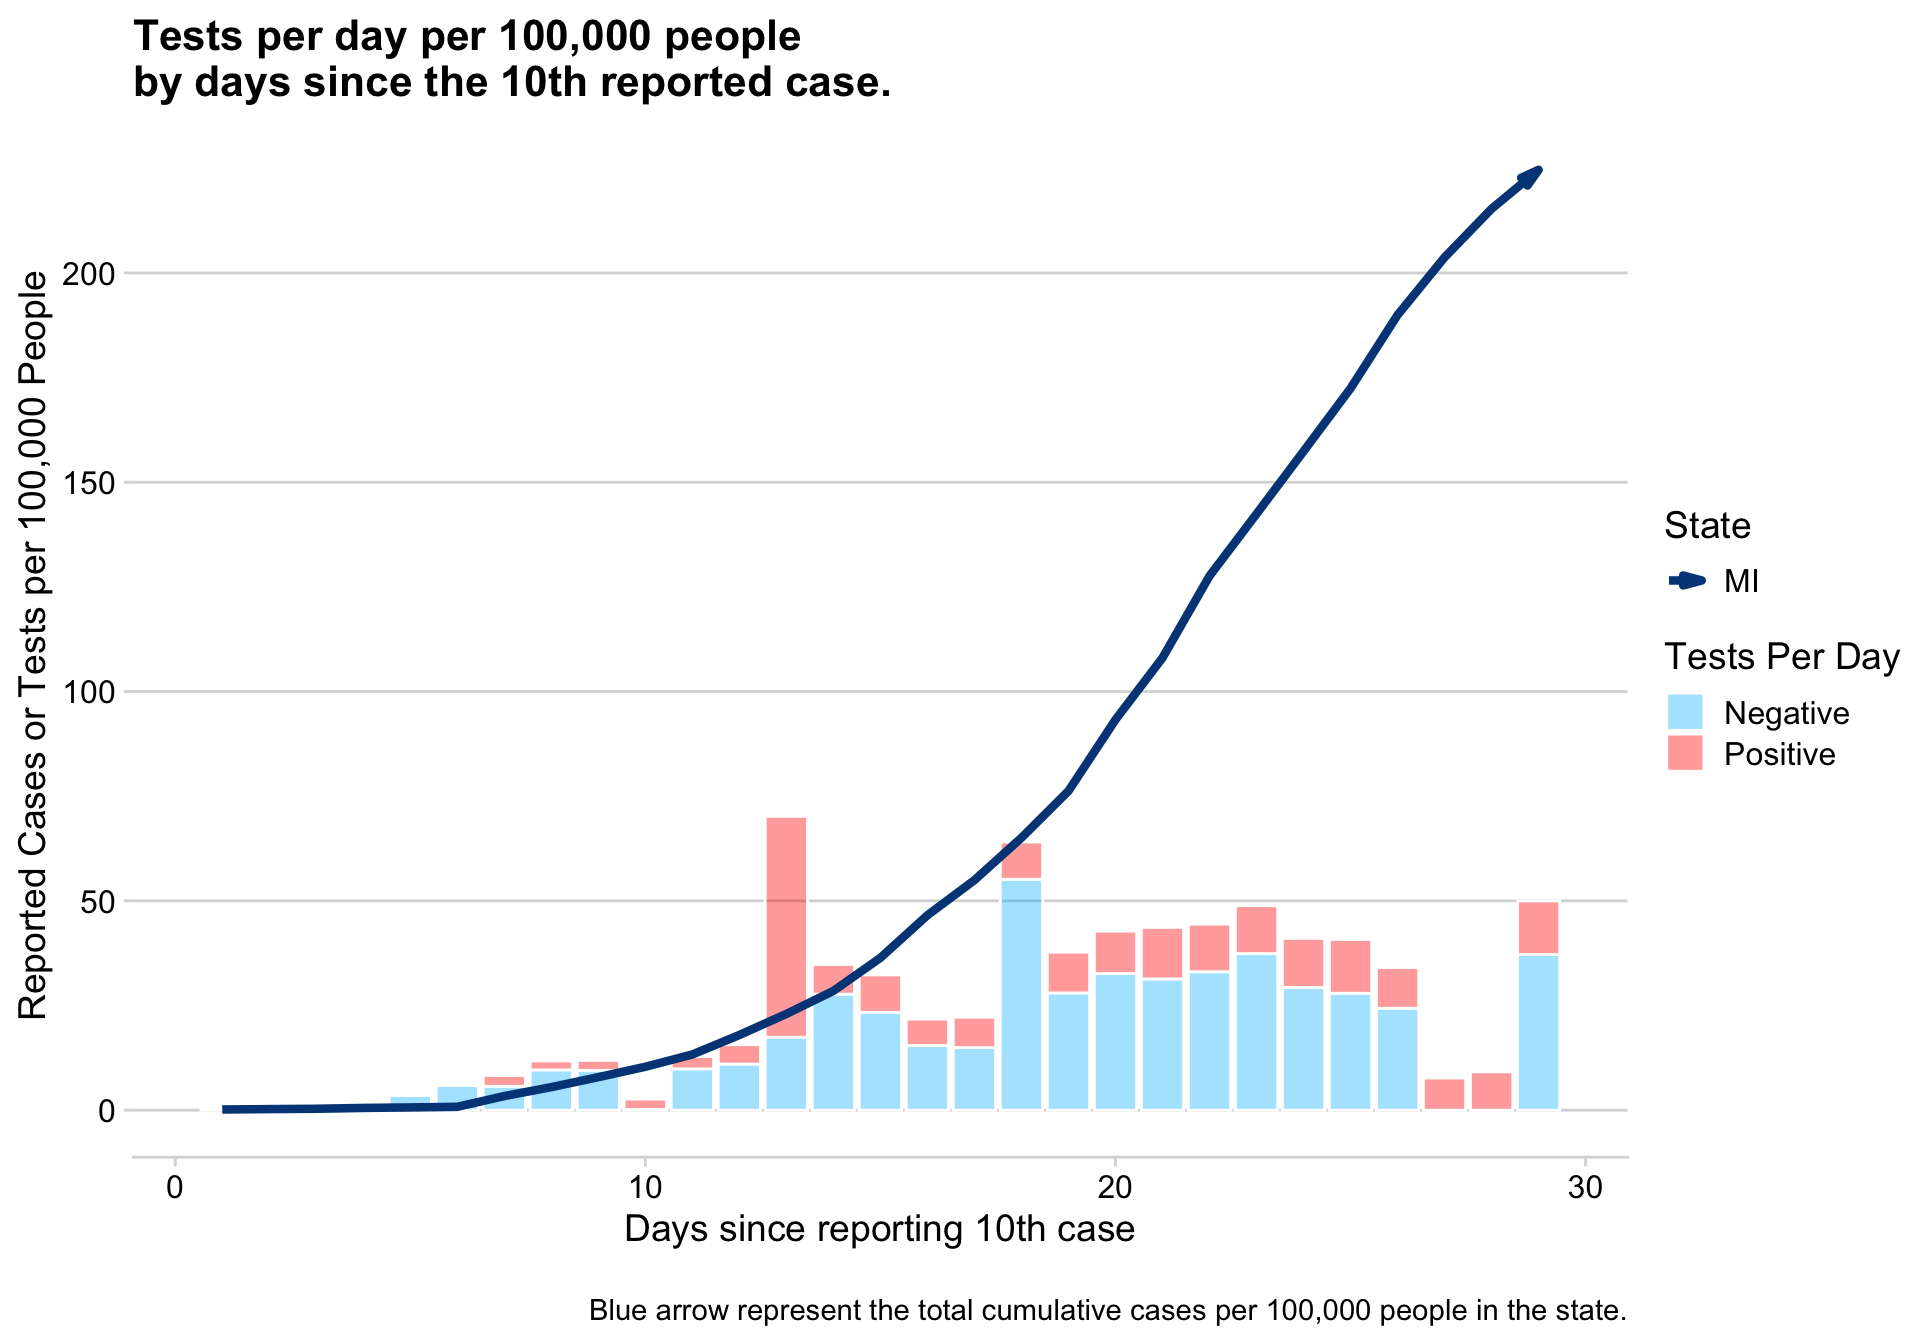 Tests per day per 100,000 people
by days since the 10th reported case.
Reported Cases or Tests per 100,000 People
200
150
100
50
0
0
10
20
30
Days since reporting 10th case
State
MI
Tests Per Day
Negative
Positive
Blue arrow represent the total cumulative cases per 100,000 people in the state.